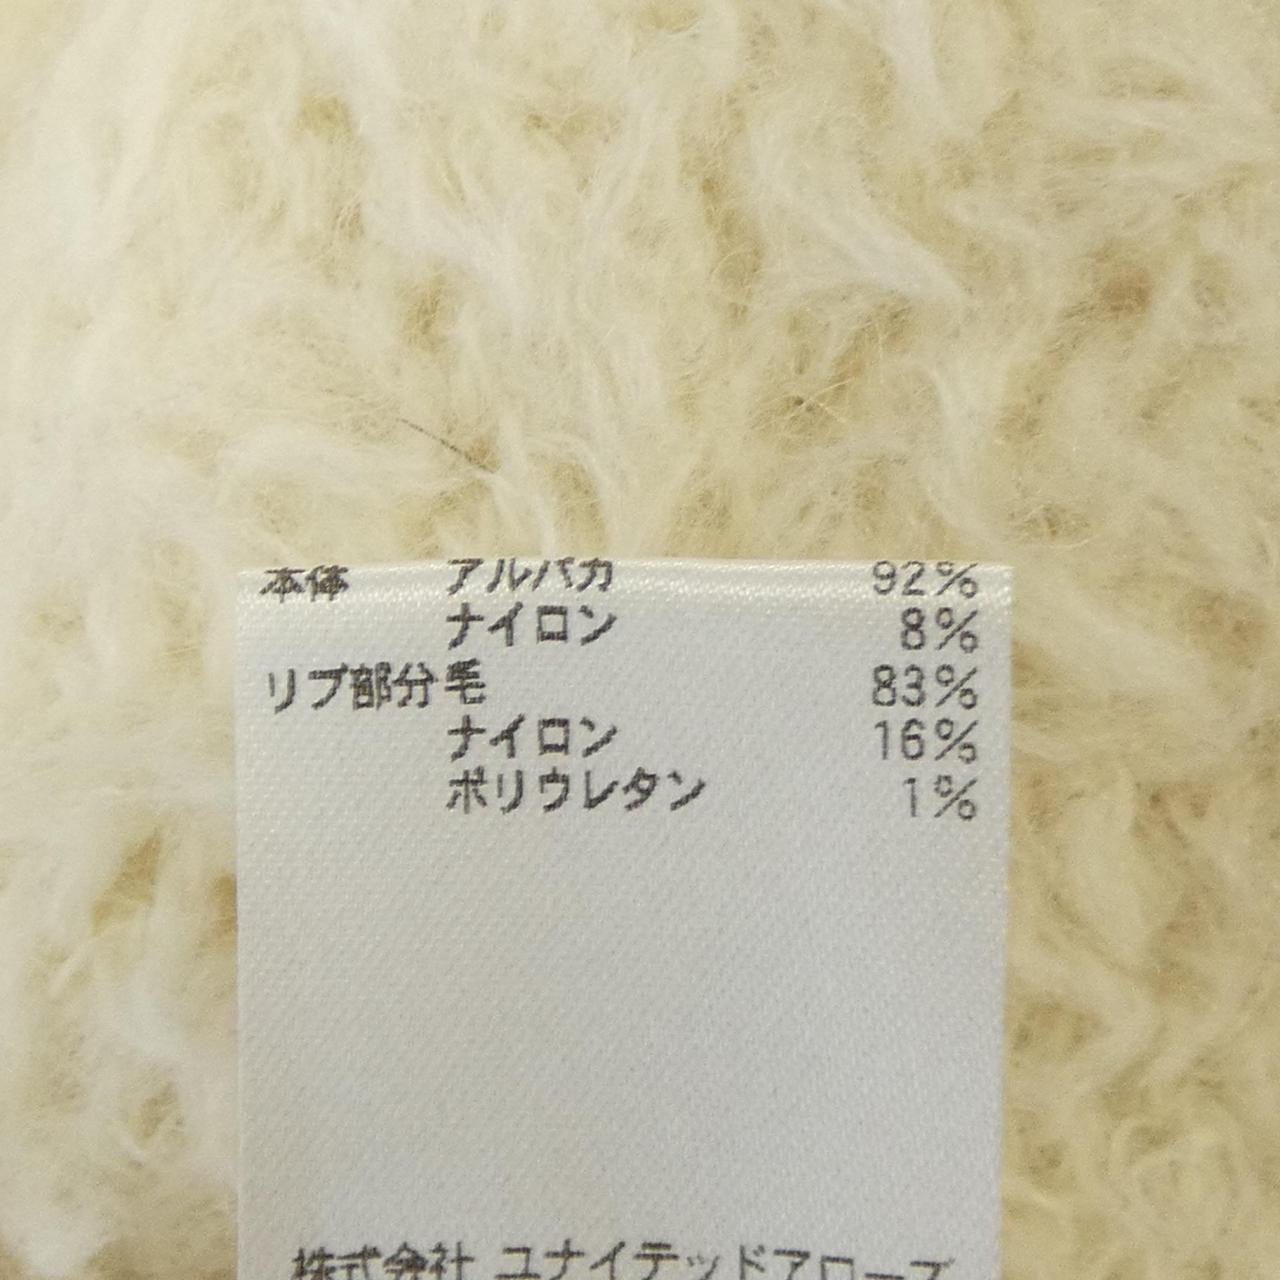 本体 アルパカ 92%
ナイロン 8%
リブ部分 毛 83%
ナイロン 16%
ポリウレタン 1%
株式会社 ユナイテッドアローズ